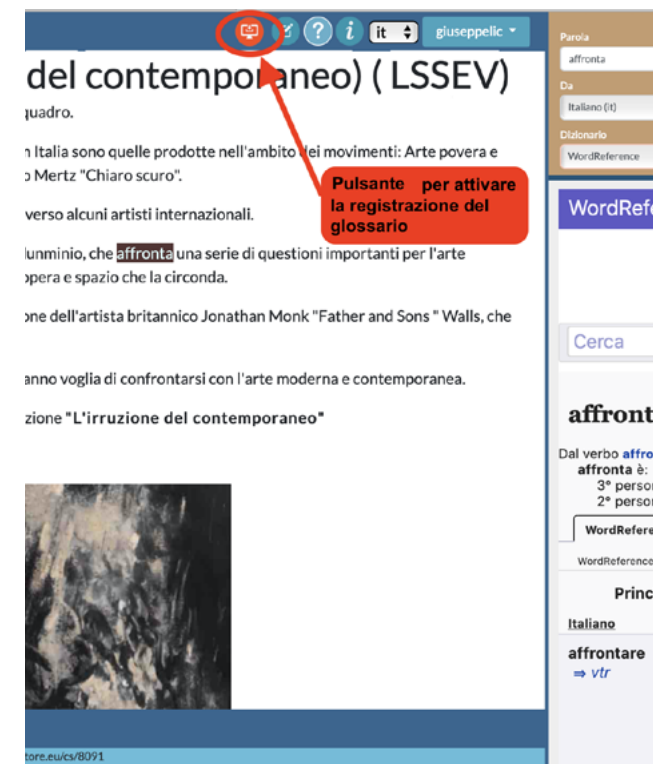 it
giuseppelic
del contemporaneo) ( LSSEV)
quadro.
n Italia sono quelle prodotte nell'ambito dei movimenti: Arte povera e
o Mertz "Chiaro scuro".
verso alcuni artisti internazionali.
lunminio, che affronta una serie di questioni importanti per l'arte
opera e spazio che la circonda.
one dell'artista britannico Jonathan Monk "Father and Sons " Walls, che
anno voglia di confrontarsi con l'arte moderna e contemporanea.
zione "L'irruzione del contemporaneo"
tore.eu/cs/8091
Pulsante per attivare
la registrazione del
glossario
Parola
affronta
Da
Italiano (it)
Dizionario
WordReference
WordRefe
Cerca
affront
Dal verbo affro
affronta è:
3° person
2° person
WordRefere
WordReference
Princ
Italiano
affrontare
⇒ vtr